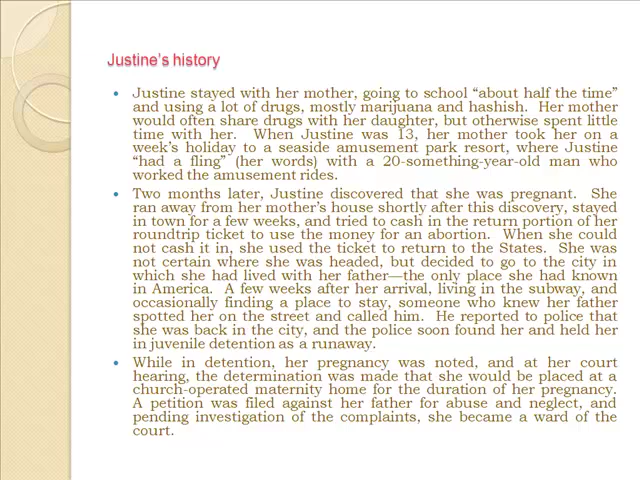 Justine's history
• Justine stayed with her mother, going to school "about half the time"
and using a lot of drugs, mostly marijuana and hashish. Her mother
would often share drugs with her daughter, but otherwise spent little
time with her. When Justine was 13, her mother took her on a
week's holiday to a seaside amusement park resort, where Justine
"had a fling" (her words) with a 20-something-year-old man who
worked the amusement rides.
• Two months later, Justine discovered that she was pregnant. She
ran away from her mother's house shortly after this discovery, stayed
in town for a few weeks, and tried to cash in the return portion of her
roundtrip ticket to use the money for an abortion. When she could
not cash it in, she used the ticket to return to the States. She was
not certain where she was headed, but decided to go to the city in
which she had lived with her father—the only place she had known
in America. A few weeks after her arrival, living in the subway, and
occasionally finding a place to stay, someone who knew her father
spotted her on the street and called him. He reported to police that
she was back in the city, and the police soon found her and held her
in juvenile detention as a runaway.
• While in detention, her pregnancy was noted, and at her court
hearing, the determination was made that she would be placed at a
church-operated maternity home for the duration of her pregnancy.
A petition was filed against her father for abuse and neglect, and
pending investigation of the complaints, she became a ward of the
court.